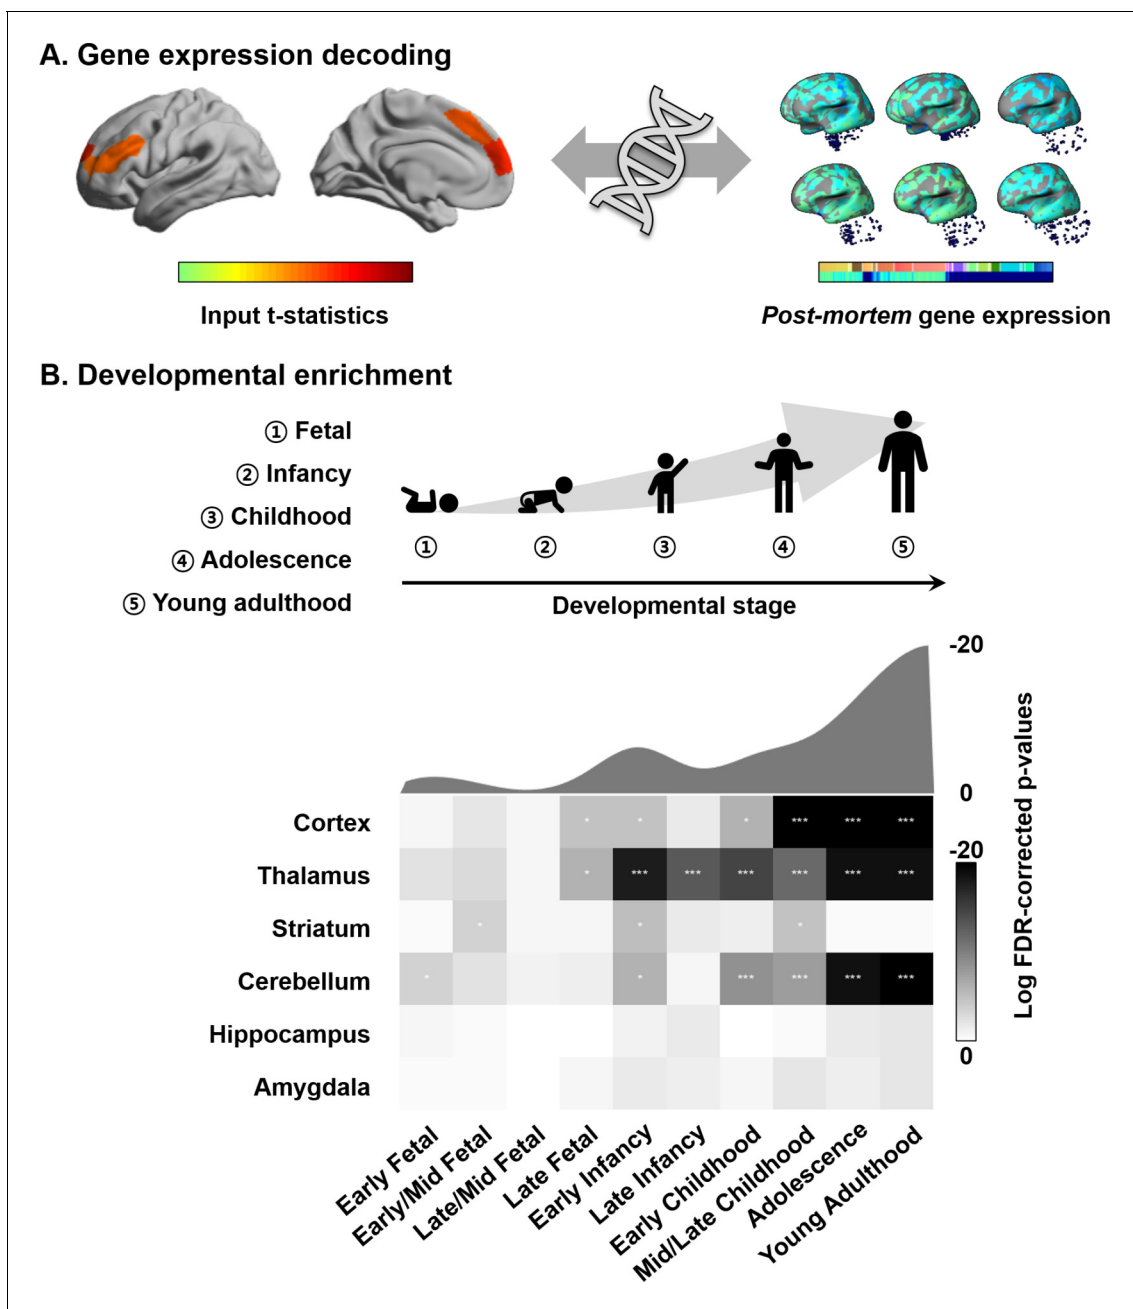 A. Gene expression decoding
Input t-statistics
Post-mortem gene expression
B. Developmental enrichment
① Fetal
② Infancy
③ Childhood
④ Adolescence
⑤ Young adulthood
① ② ③ ④ ⑤
Developmental stage
-20
0
Log FDR-corrected p-values
-20
0
Cortex * * * *** *** ***
Thalamus * *** *** *** *** *** ***
Striatum * * *
Cerebellum * * *** *** *** ***
Hippocampus
Amygdala
Early Fetal
Early/Mid Fetal
Late/Mid Fetal
Late Fetal
Early Infancy
Late Infancy
Early Childhood
Mid/Late Childhood
Adolescence
Young Adulthood